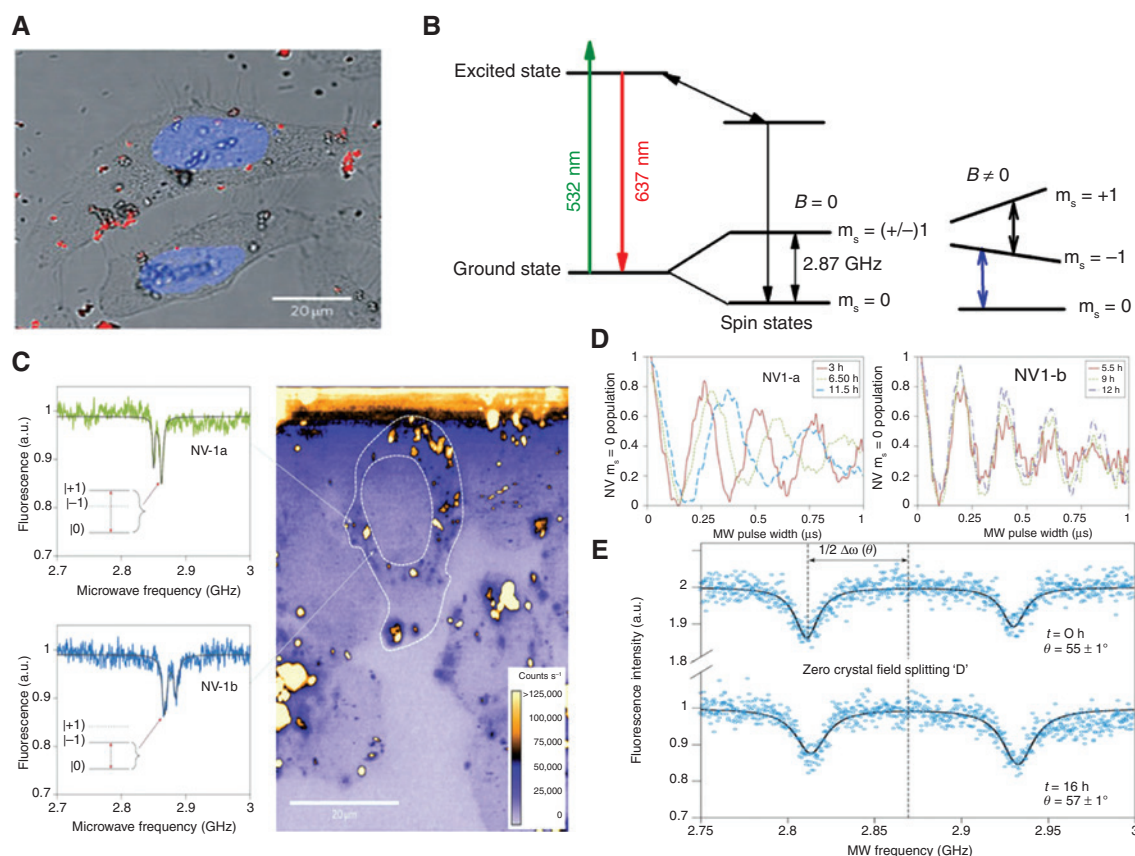 A
20 μm
B
Excited state
532 nm
637 nm
Ground state
B = 0
m_s = (+/−)1
2.87 GHz
m_s = 0
Spin states
B ≠ 0
m_s = +1
m_s = −1
m_s = 0
C
Fluorescence (a.u.)
1
0.9
0.8
0.7
NV-1a
|+1⟩
|−1⟩
|0⟩
2.7
2.8
2.9
3
Microwave frequency (GHz)
Fluorescence (a.u.)
1
0.9
0.8
0.7
NV-1b
|+1⟩
|−1⟩
|0⟩
2.7
2.8
2.9
3
Microwave frequency (GHz)
20μm
Counts s⁻¹
>125,000
100,000
75,000
50,000
25,000
0
D
NV m_s = 0 population
1
0.8
0.6
0.4
0.2
0
NV1-a
3 h
6.50 h
11.5 h
0
0.25
0.5
0.75
1
MW pulse width (μs)
NV m_s = 0 population
1
0.8
0.6
0.4
0.2
0
NV1-b
5.5 h
9 h
12 h
0
0.25
0.5
0.75
1
MW pulse width (μs)
E
1/2 Δω (θ)
Fluorescence intensity (a.u.)
2
1.9
1.8
t = O h
θ = 55 ± 1°
Zero crystal field splitting ‘D’
1
0.9
0.8
0.7
t = 16 h
θ = 57 ± 1°
2.75
2.8
2.85
2.9
2.95
3
MW frequency (GHz)